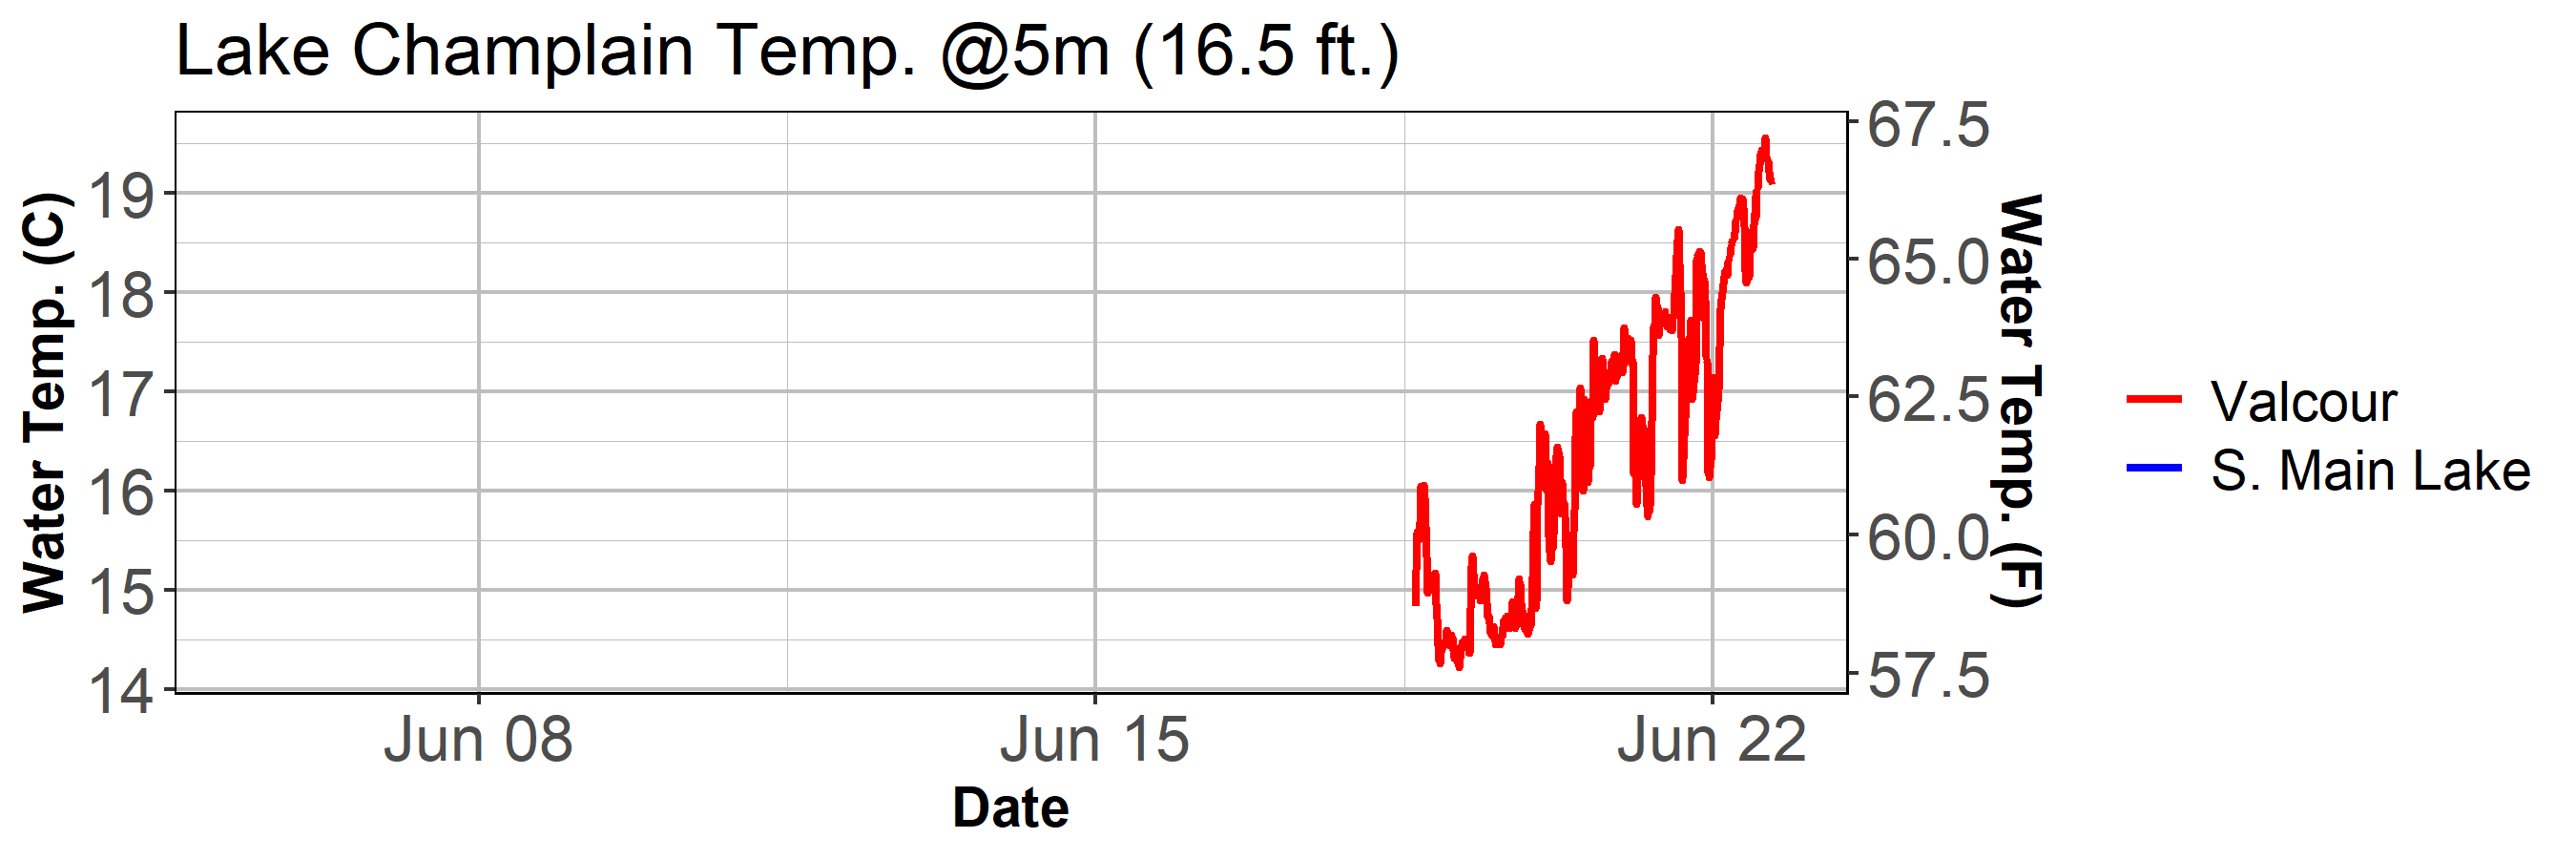 Lake Champlain Temp. @5m (16.5 ft.)
Water Temp. (C)
19
18
17
16
15
14
67.5
65.0
62.5
60.0
57.5
Water Temp. (F)
Jun 08
Jun 15
Jun 22
Date
Valcour
S. Main Lake